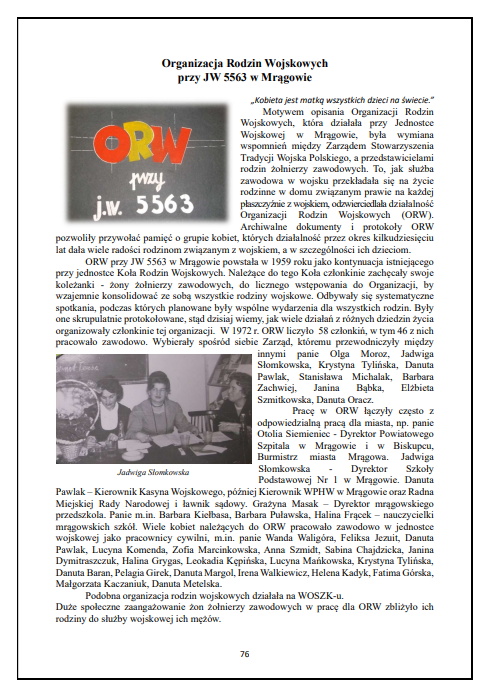 Organizacja Rodzin Wojskowych
przy JW 5563 w Mrągowie
„Kobieta jest matką wszystkich dzieci na świecie."
ORW
przy
j.w. 5563
Motywem opisania Organizacji Rodzin
Wojskowych, która działała przy Jednostce
Wojskowej w Mrągowie, była wymiana
wspomnień między Zarządem Stowarzyszenia
Tradycji Wojska Polskiego, a przedstawicielami
rodzin żołnierzy zawodowych. To, jak służba
zawodowa w wojsku przekładała się na życie
rodzinne w domu związanym prawie na każdej
płaszczyźnie z wojskiem, odzwierciedlała działalność
Organizacji Rodzin Wojskowych (ORW).
Archiwalne dokumenty i protokoły ORW
pozwoliły przywołać pamięć o grupie kobiet, których działalność przez okres kilkudziesięciu
lat dała wiele radości rodzinom związanym z wojskiem, a w szczególności ich dzieciom.
ORW przy JW 5563 w Mrągowie powstała w 1959 roku jako kontynuacja istniejącego
przy jednostce Koła Rodzin Wojskowych. Należące do tego Koła członkinie zachęcały swoje
koleżanki - żony żołnierzy zawodowych, do licznego wstępowania do Organizacji, by
wzajemnie konsolidować ze sobą wszystkie rodziny wojskowe. Odbywały się systematyczne
spotkania, podczas których planowane były wspólne wydarzenia dla wszystkich rodzin. Były
one skrupulatnie protokołowane, stąd dzisiaj wiemy, jak wiele działań z różnych dziedzin życia
organizowały członkinie tej organizacji. W 1972 r. ORW liczyło 58 członkiń, w tym 46 z nich
pracowało zawodowo. Wybierały spośród siebie Zarząd, któremu przewodniczyły między
innymi panie Olga Moroz, Jadwiga
Słomkowska, Krystyna Tylińska, Danuta
Pawlak, Stanisława Michalak, Barbara
Zachwiej, Janina Bąbka, Elżbieta
Szmitkowska, Danuta Oracz.
Pracę w ORW łączyły często z
odpowiedzialną pracą dla miasta, np. panie
Otolia Siemieniec - Dyrektor Powiatowego
Szpitala w Mrągowie i w Biskupcu,
Burmistrz miasta Mrągowa. Jadwiga
Słomkowska - Dyrektor Szkoły
Podstawowej Nr 1 w Mrągowie. Danuta
Jadwiga Słomkowska
Pawlak – Kierownik Kasyna Wojskowego, później Kierownik WPHW w Mrągowie oraz Radna
Miejskiej Rady Narodowej i ławnik sądowy. Grażyna Masak – Dyrektor mrągowskiego
przedszkola. Panie m.in. Barbara Kiełbasa, Barbara Puławska, Halina Frącek – nauczycielki
mrągowskich szkół. Wiele kobiet należących do ORW pracowało zawodowo w jednostce
wojskowej jako pracownicy cywilni, m.in. panie Wanda Waligóra, Feliksa Jezuit, Danuta
Pawlak, Lucyna Komenda, Zofia Marcinkowska, Anna Szmidt, Sabina Chajdzicka, Janina
Dymitraszczuk, Halina Grygas, Leokadia Kępińska, Lucyna Mańkowska, Krystyna Tylińska,
Danuta Baran, Pelagia Girek, Danuta Margol, Irena Walkiewicz, Helena Kadyk, Fatima Górska,
Małgorzata Kaczaniuk, Danuta Metelska.
Podobna organizacja rodzin wojskowych działała na WOSZK-u.
Duże społeczne zaangażowanie żon żołnierzy zawodowych w pracę dla ORW zbliżyło ich
rodziny do służby wojskowej ich mężów.
76